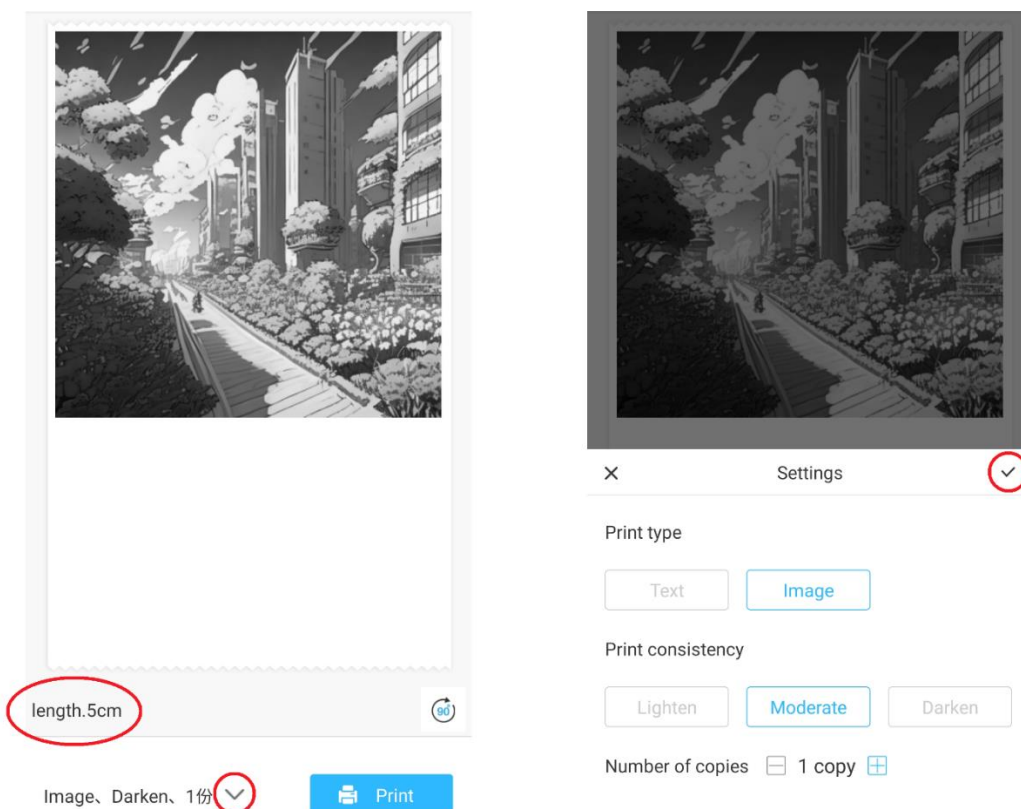 length.5cm
90
Image、Darken、1份
Print
Settings
Print type
Text
Image
Print consistency
Lighten
Moderate
Darken
Number of copies
1 copy